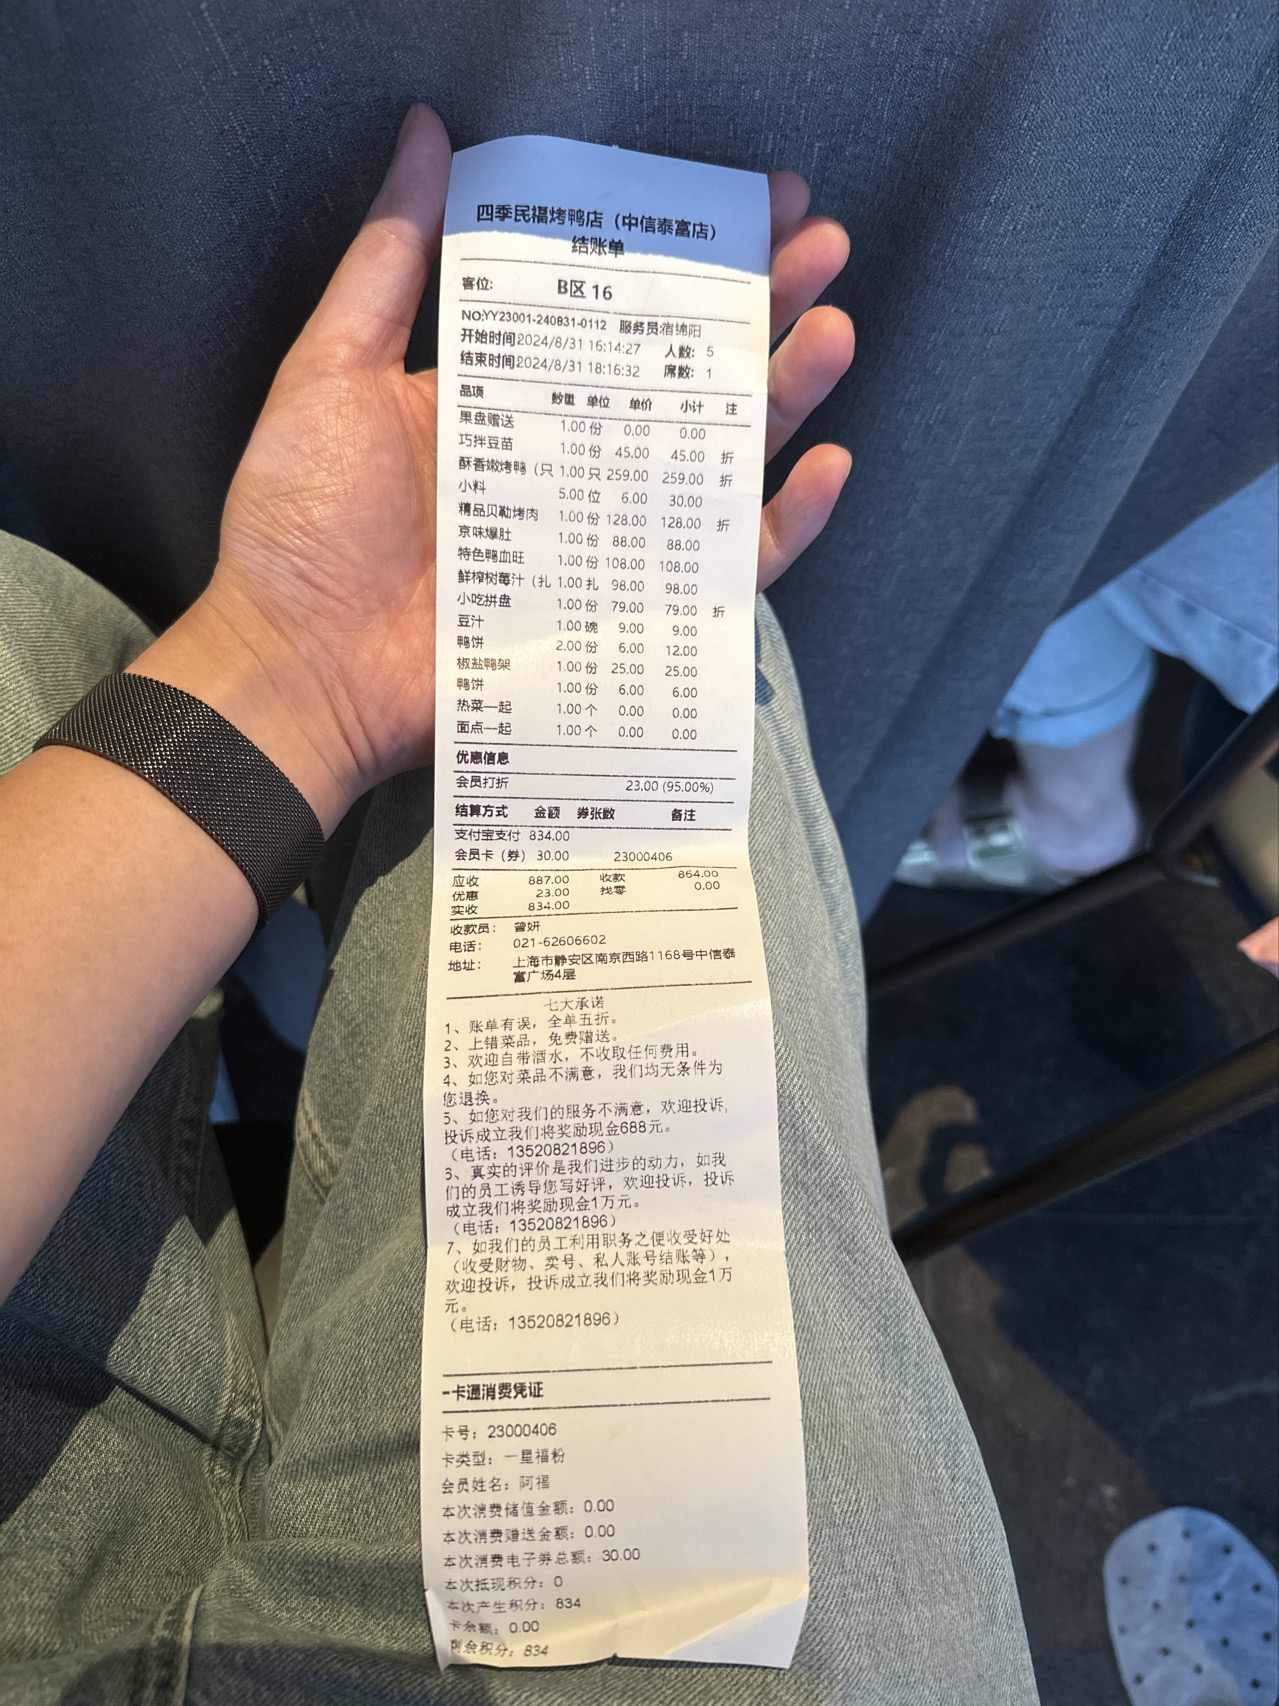 四季民福烤鸭店（中信泰富店）
结账单
客位： B区 16
NO:YY23001-240831-0112 服务员:宿锦阳
开始时间2024/8/31 16:14:27 人数： 5
结束时间2024/8/31 18:16:32 席数： 1
品项 数量 单位 单价 小计 注
果盘赠送 1.00 份 0.00 0.00
巧拌豆苗 1.00 份 45.00 45.00 折
酥香嫩烤鸭（只 1.00 只 259.00 259.00 折
小料 5.00 位 6.00 30.00
精品贝勒烤肉 1.00 份 128.00 128.00 折
京味爆肚 1.00 份 88.00 88.00
特色鸭血旺 1.00 份 108.00 108.00
鲜榨树莓汁（扎 1.00 扎 98.00 98.00
小吃拼盘 1.00 份 79.00 79.00 折
豆汁 1.00 碗 9.00 9.00
鸭饼 2.00 份 6.00 12.00
椒盐鸭架 1.00 份 25.00 25.00
鸭饼 1.00 份 6.00 6.00
热菜一起 1.00 个 0.00 0.00
面点一起 1.00 个 0.00 0.00
优惠信息
会员打折 23.00 (95.00%)
结算方式 金额 券张数 备注
支付宝支付 834.00
会员卡（券） 30.00 23000406
应收 887.00 收款 864.00
优惠 23.00 找零 0.00
实收 834.00
收款员： 曾妍
电话： 021-62606602
地址： 上海市静安区南京西路1168号中信泰
富广场4层
七大承诺
1、账单有误，全单五折。
2、上错菜品，免费赠送。
3、欢迎自带酒水，不收取任何费用。
4、如您对菜品不满意，我们均无条件为
您退换。
5、如您对我们的服务不满意，欢迎投诉，
投诉成立我们将奖励现金688元。
（电话：13520821896）
3、真实的评价是我们进步的动力，如我
们的员工诱导您写好评，欢迎投诉，投诉
成立我们将奖励现金1万元。
（电话：13520821896）
7、如我们的员工利用职务之便收受好处
（收受财物、卖号、私人账号结账等），
欢迎投诉，投诉成立我们将奖励现金1万
元。
（电话：13520821896）
一卡通消费凭证
卡号：23000406
卡类型：一星福粉
会员姓名：阿福
本次消费储值金额：0.00
本次消费赠送金额：0.00
本次消费电子券总额：30.00
本次抵现积分：0
本次产生积分：834
卡余额：0.00
剩余积分：834